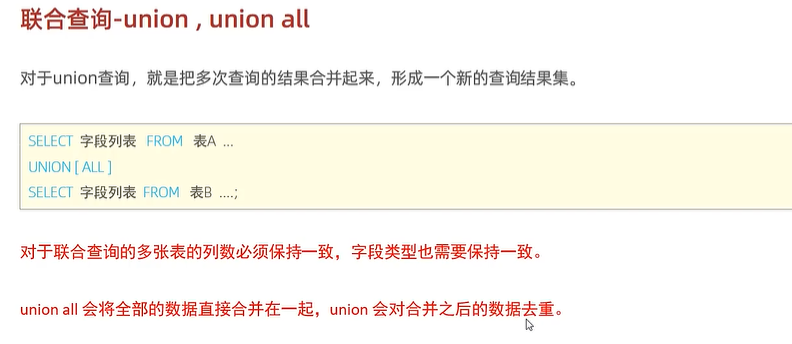 联合查询-union , union all
对于union查询，就是把多次查询的结果合并起来，形成一个新的查询结果集。
SELECT 字段列表 FROM 表A ...
UNION [ ALL ]
SELECT 字段列表 FROM 表B ....;
对于联合查询的多张表的列数必须保持一致，字段类型也需要保持一致。
union all 会将全部的数据直接合并在一起，union 会对合并之后的数据去重。